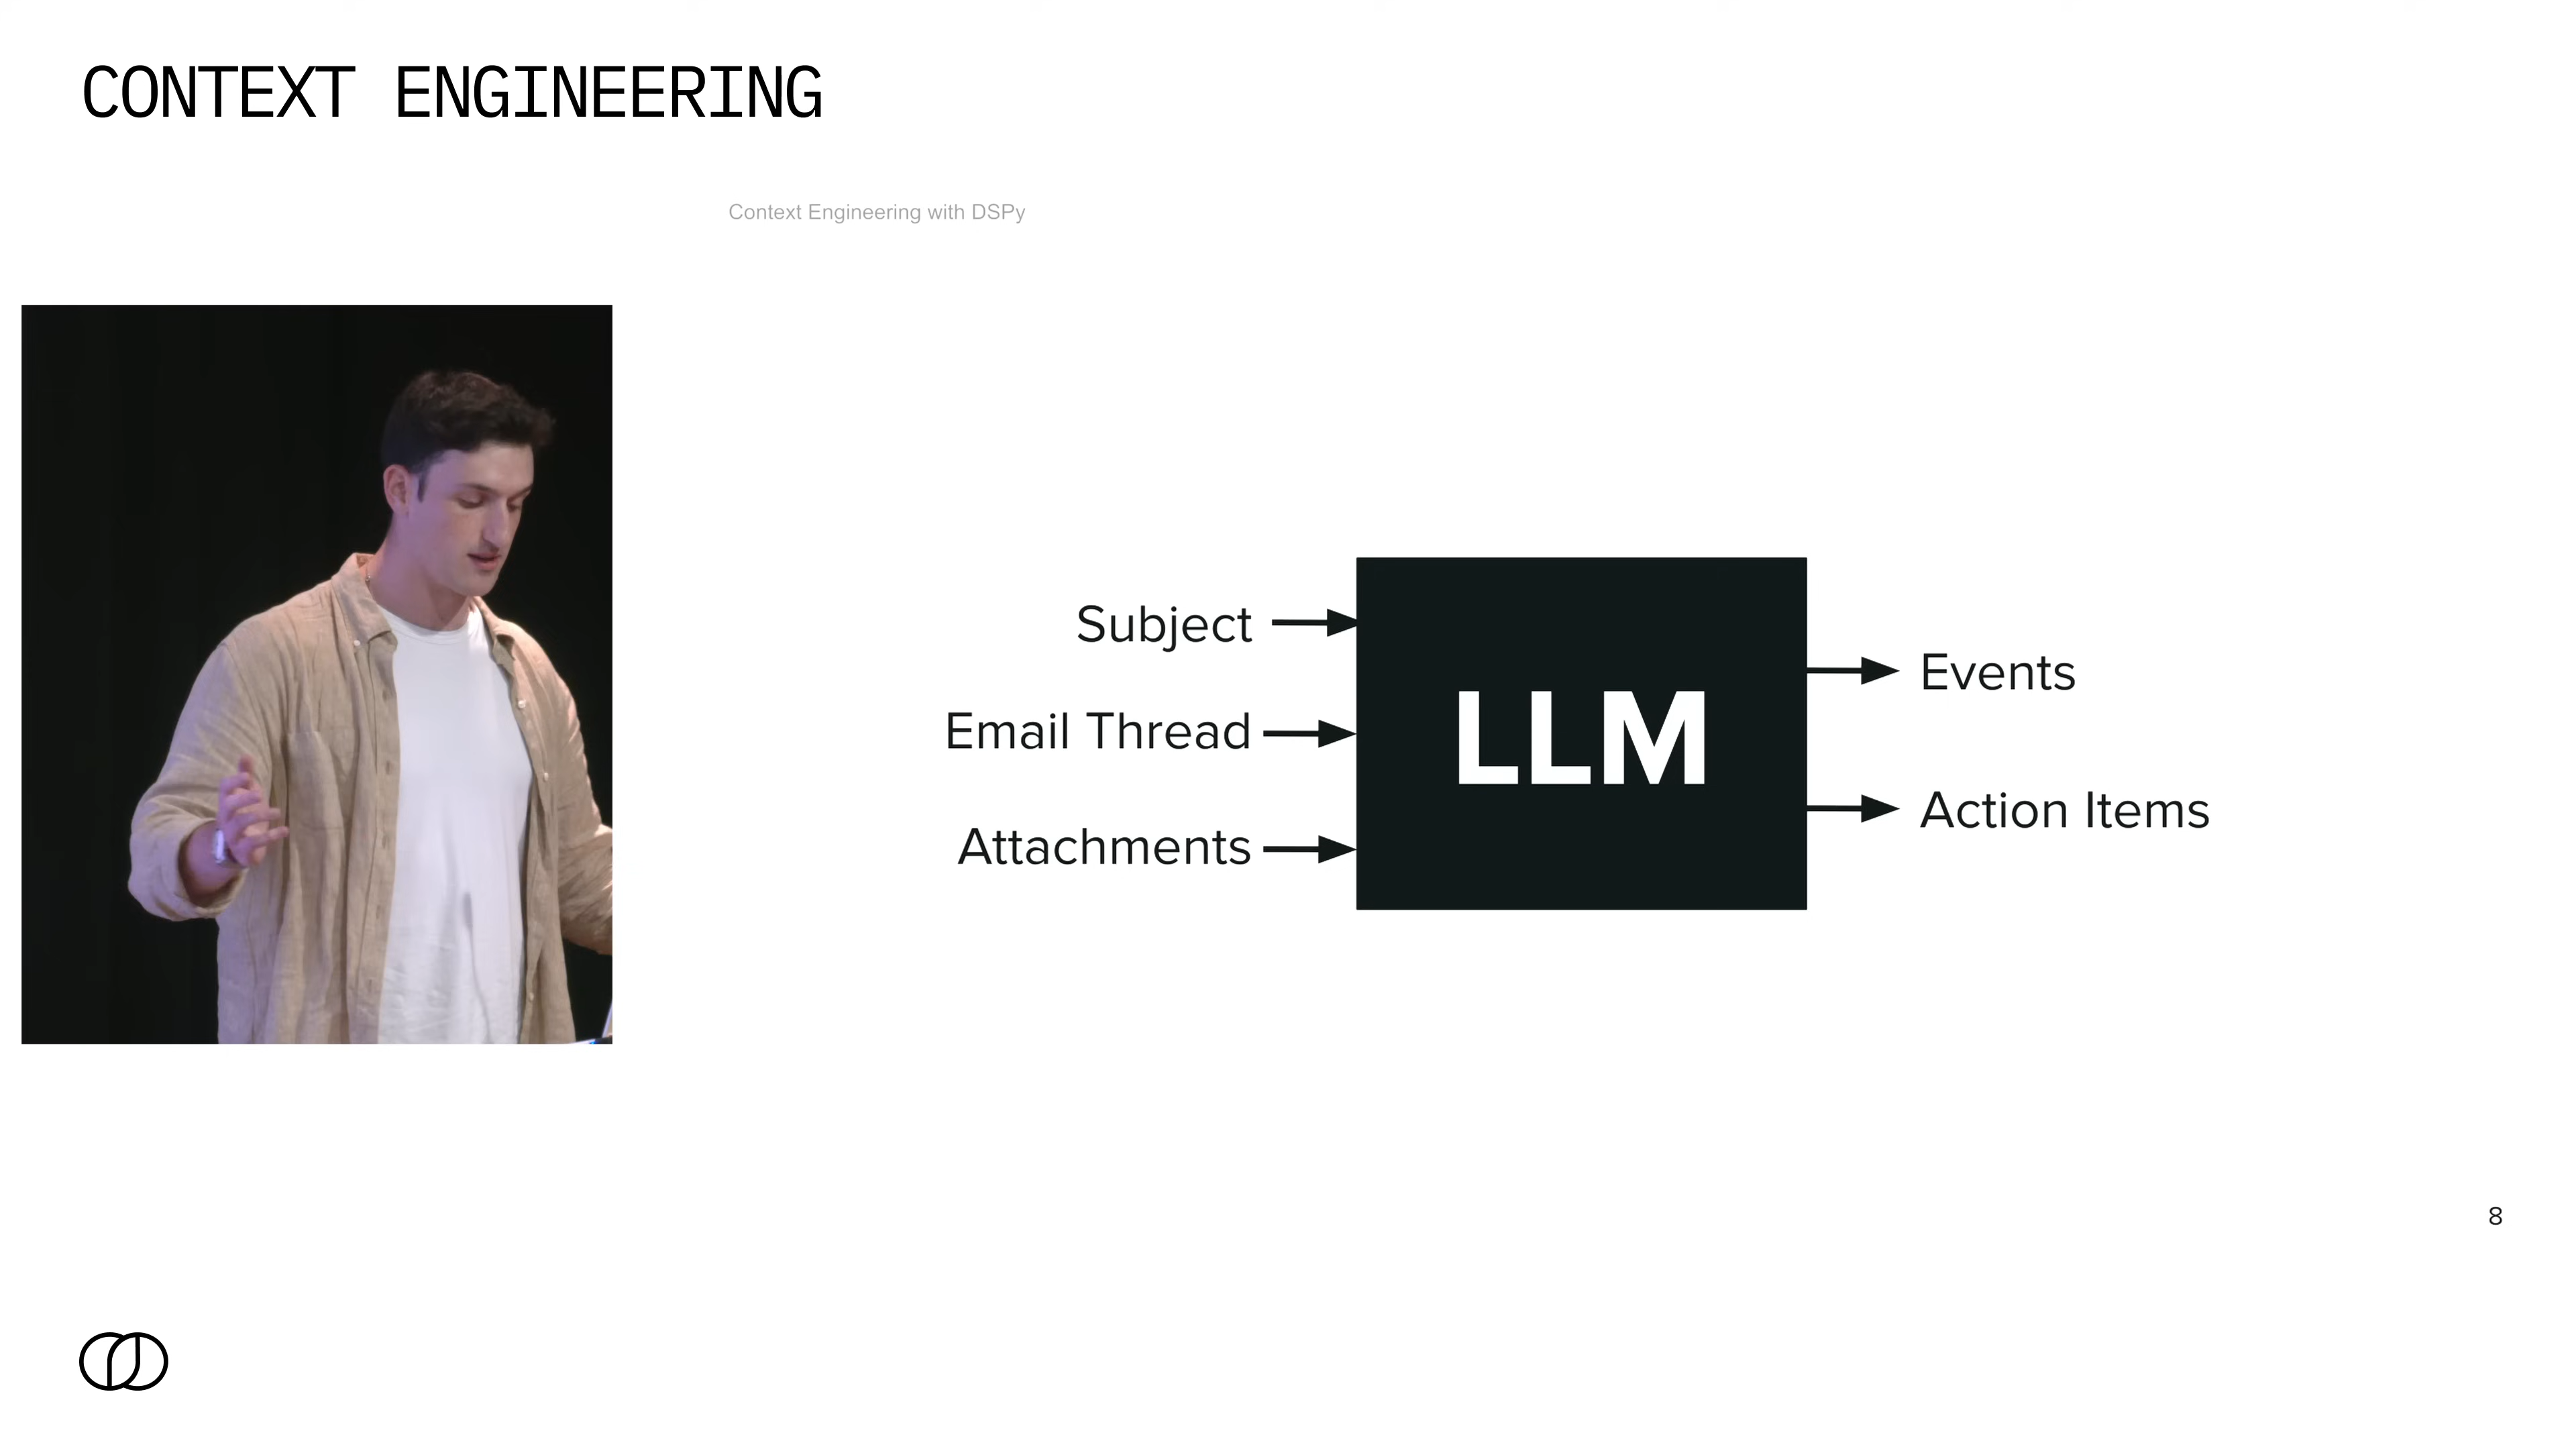 CONTEXT ENGINEERING
Context Engineering with DSPy
Subject
Email Thread
Attachments
LLM
Events
Action Items
8